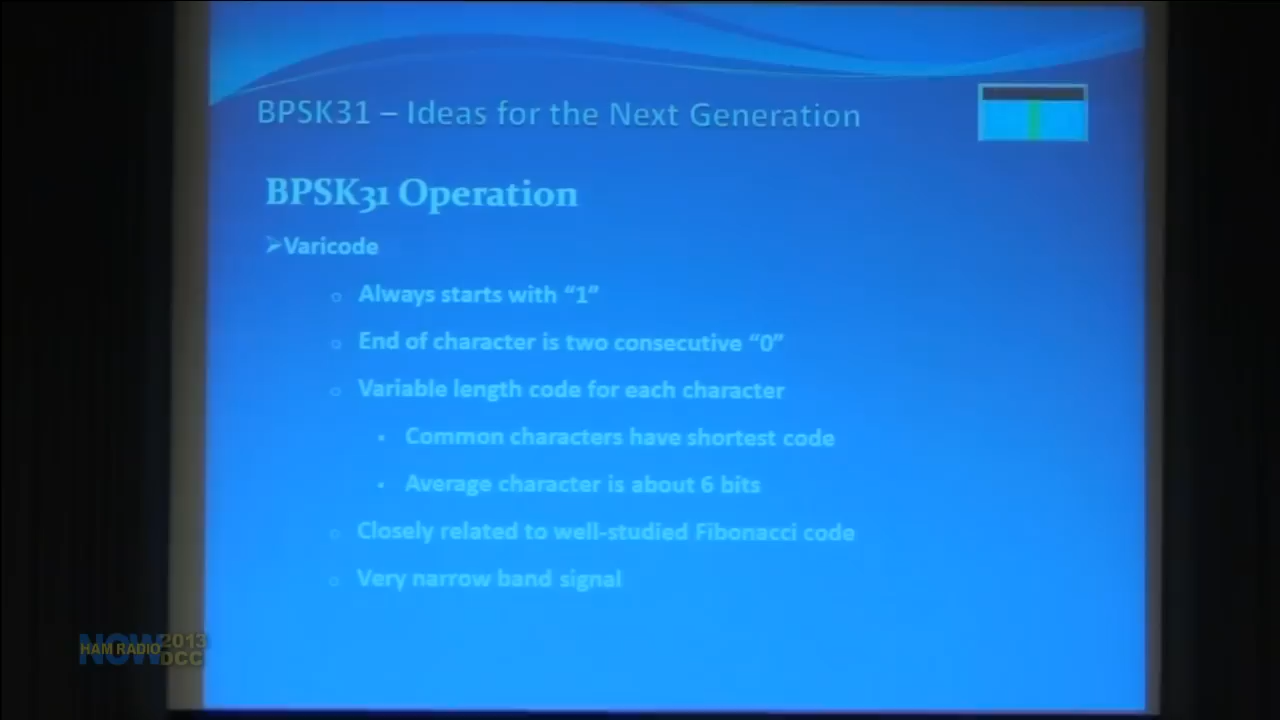 BPSK31 – Ideas for the Next Generation
BPSK31 Operation
➢Varicode
o Always starts with “1”
o End of character is two consecutive “0”
o Variable length code for each character
▪ Common characters have shortest code
▪ Average character is about 6 bits
o Closely related to well-studied Fibonacci code
o Very narrow band signal
HAM RADIO
NOW
2013
DCC